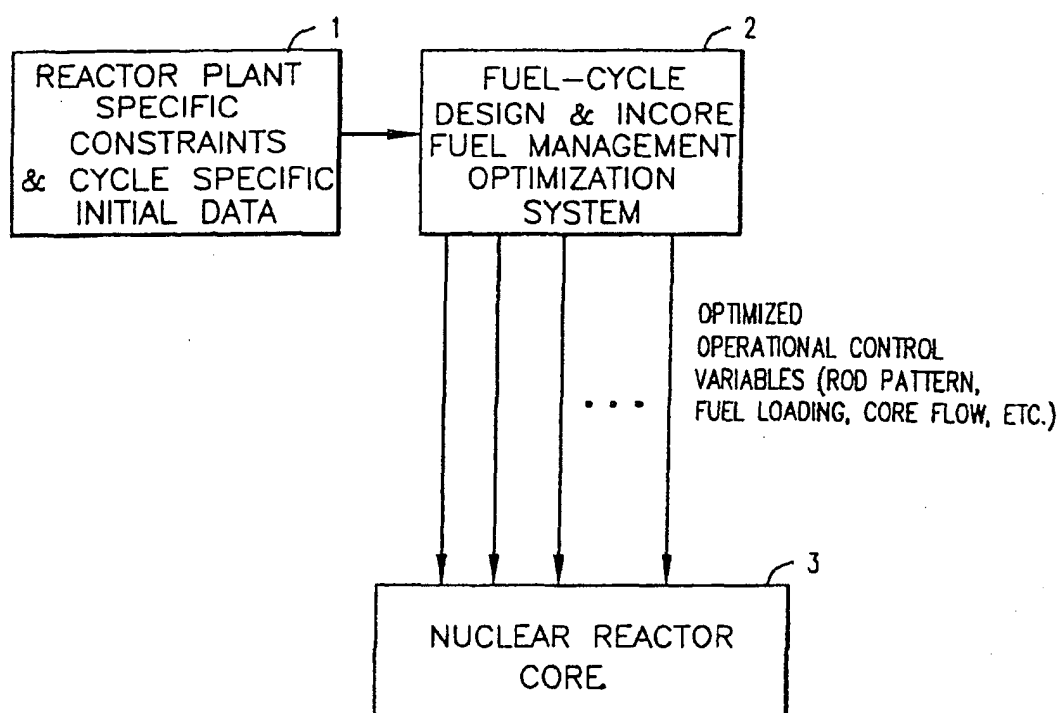 1
REACTOR PLANT
SPECIFIC
CONSTRAINTS
& CYCLE SPECIFIC
INITIAL DATA
2
FUEL-CYCLE
DESIGN & INCORE
FUEL MANAGEMENT
OPTIMIZATION
SYSTEM
OPTIMIZED
OPERATIONAL CONTROL
VARIABLES (ROD PATTERN,
FUEL LOADING, CORE FLOW, ETC.)
...
3
NUCLEAR REACTOR
CORE.